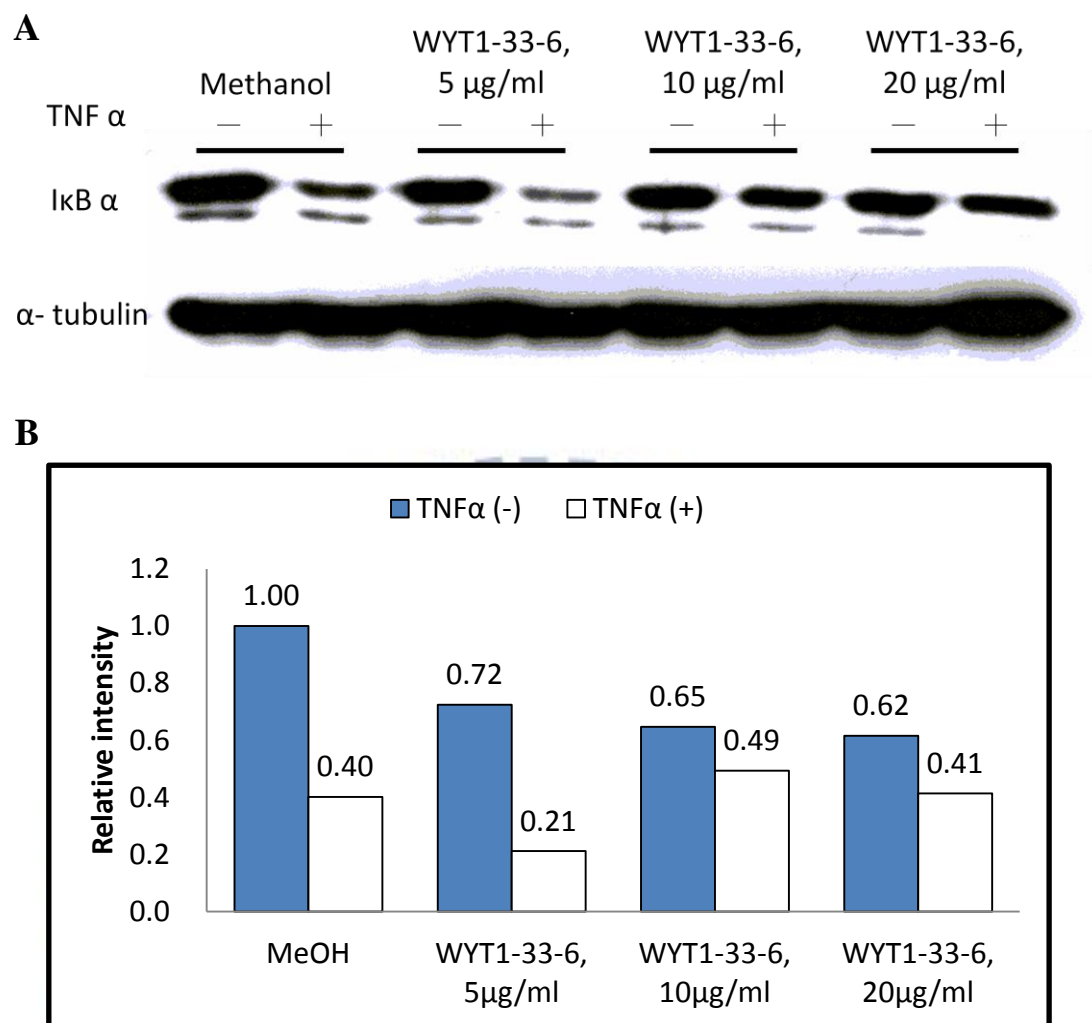 A
WYT1-33-6, WYT1-33-6, WYT1-33-6,
Methanol 5 μg/ml 10 μg/ml 20 μg/ml
TNF α — + — + — + — +
IκB α
α- tubulin
B
TNFα (-) TNFα (+)
Relative intensity
1.2
1.0
0.8
0.6
0.4
0.2
0.0
1.00
0.40
0.72
0.21
0.65
0.49
0.62
0.41
MeOH WYT1-33-6, WYT1-33-6, WYT1-33-6,
5μg/ml 10μg/ml 20μg/ml